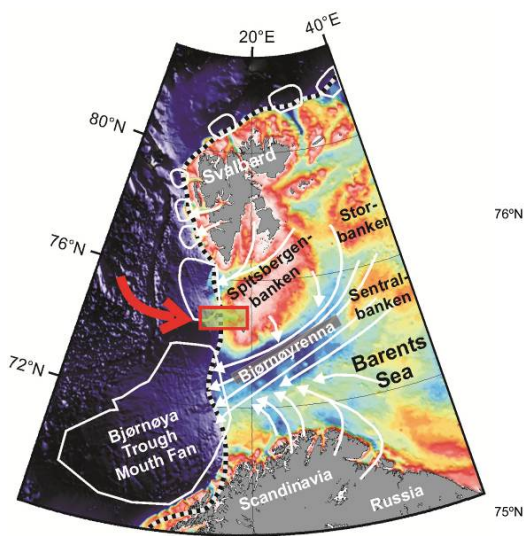 20°E
40°E
80°N
Svalbard
Stor-
banken
76°N
76°N
Spitsbergen-
banken
Sentral-
banken
72°N
Bjørnøyrenna
Barents
Sea
Bjørnøya
Trough
Mouth Fan
Scandinavia
Russia
75°N